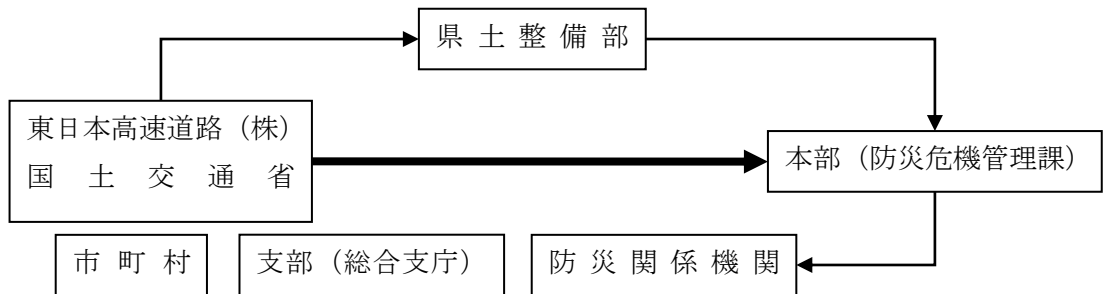 県土整備部
東日本高速道路（株）
国土交通省
本部（防災危機管理課）
市町村
支部（総合支庁）
防災関係機関